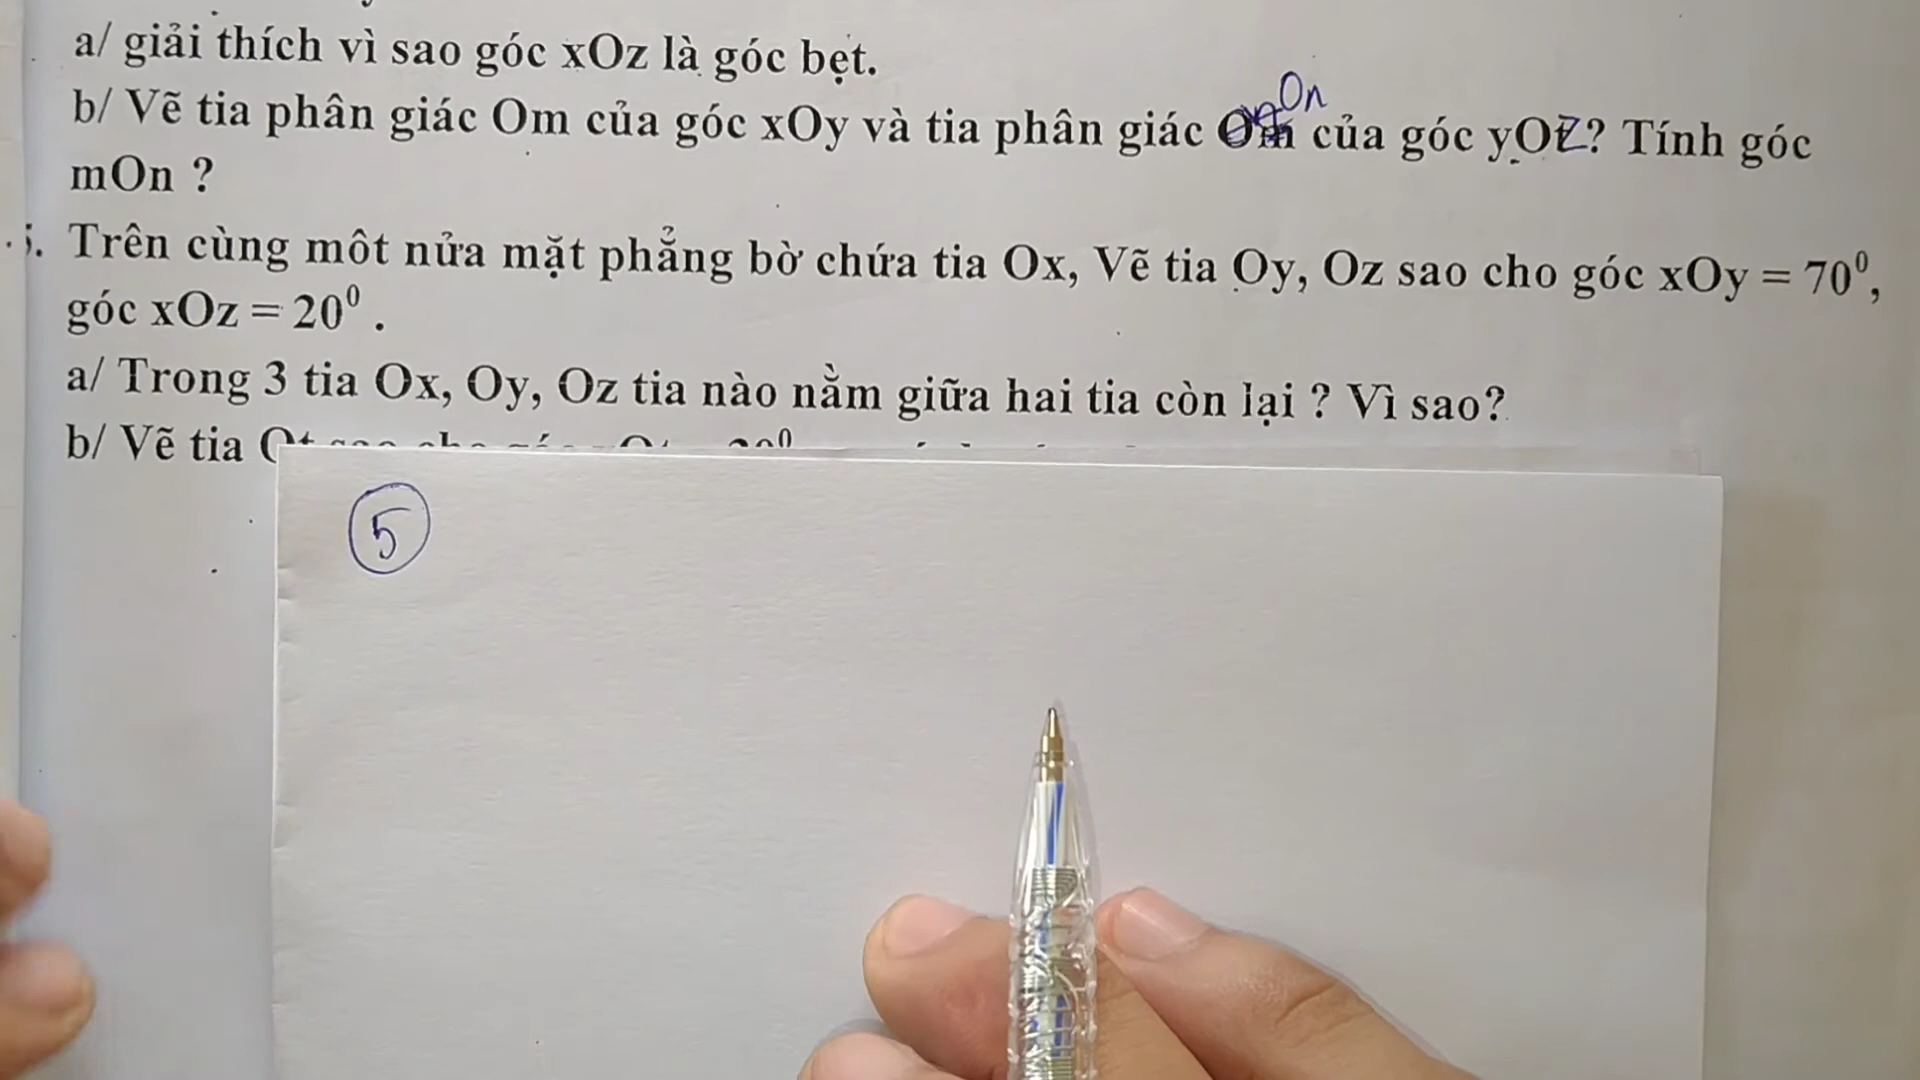 a/ giải thích vì sao góc xOz là góc bẹt.
On
b/ Vẽ tia phân giác Om của góc xOy và tia phân giác của góc yOz? Tính góc
mOn ?
5. Trên cùng môt nửa mặt phẳng bờ chứa tia Ox, Vẽ tia Oy, Oz sao cho góc xOy = 70⁰,
góc xOz = 20⁰ .
a/ Trong 3 tia Ox, Oy, Oz tia nào nằm giữa hai tia còn lại ? Vì sao?
b/ Vẽ tia
5